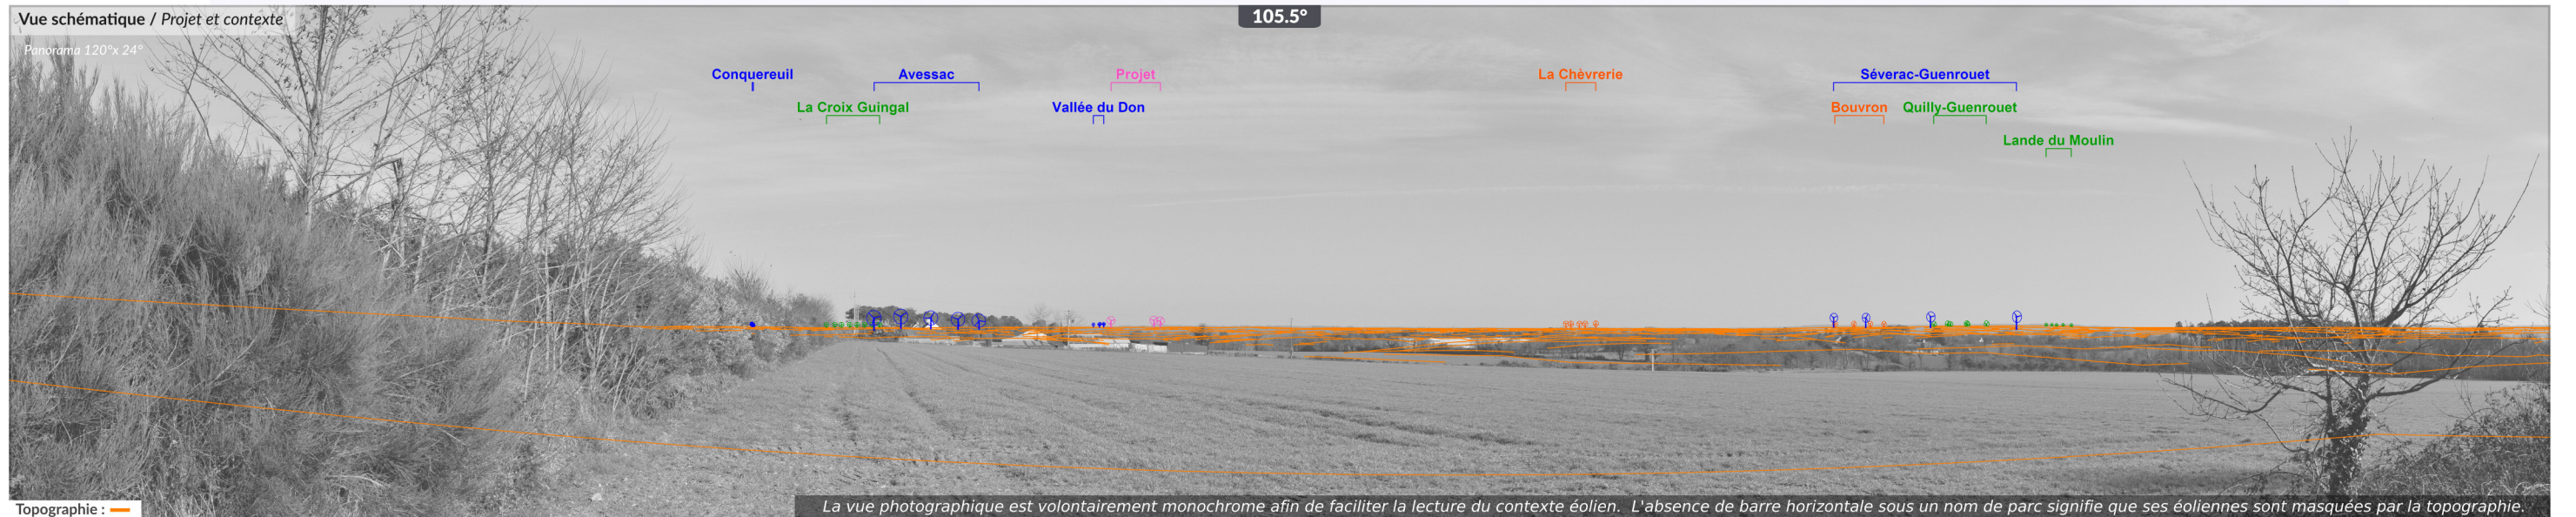 Vue schématique / Projet et contexte
105.5°
Panorama 120°x 24°
Conquereuil
Avessac
Projet
La Chèvrerie
Séverac-Guenrouet
La Croix Guingal
Vallée du Don
Bouvron
Quilly-Guenrouet
Lande du Moulin
La vue photographique est volontairement monochrome afin de faciliter la lecture du contexte éolien. L'absence de barre horizontale sous un nom de parc signifie que ses éoliennes sont masquées par la topographie.
Topographie :